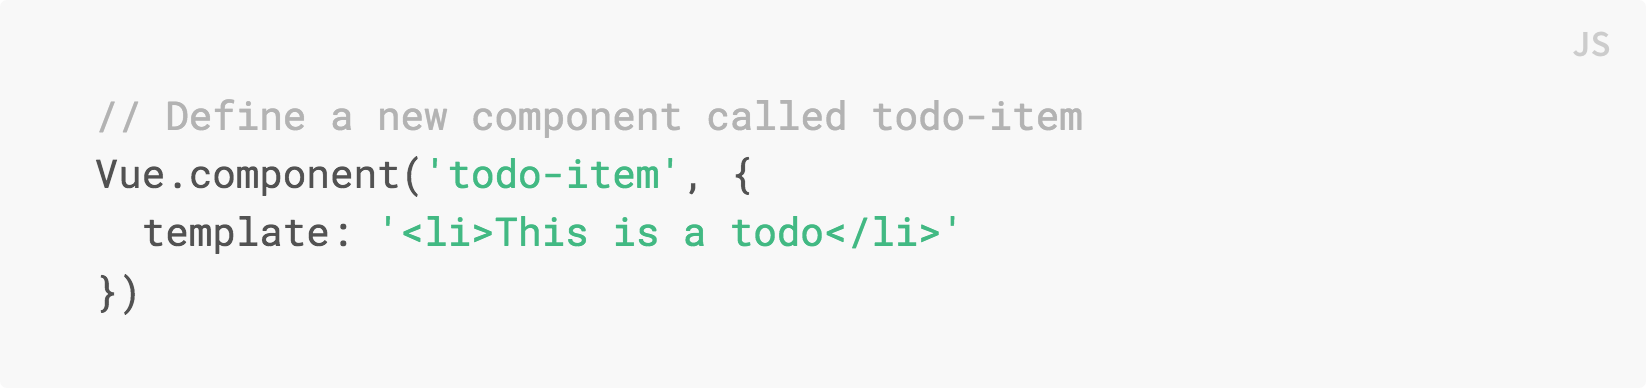 JS
// Define a new component called todo-item
Vue.component('todo-item', {
  template: '<li>This is a todo</li>'
})